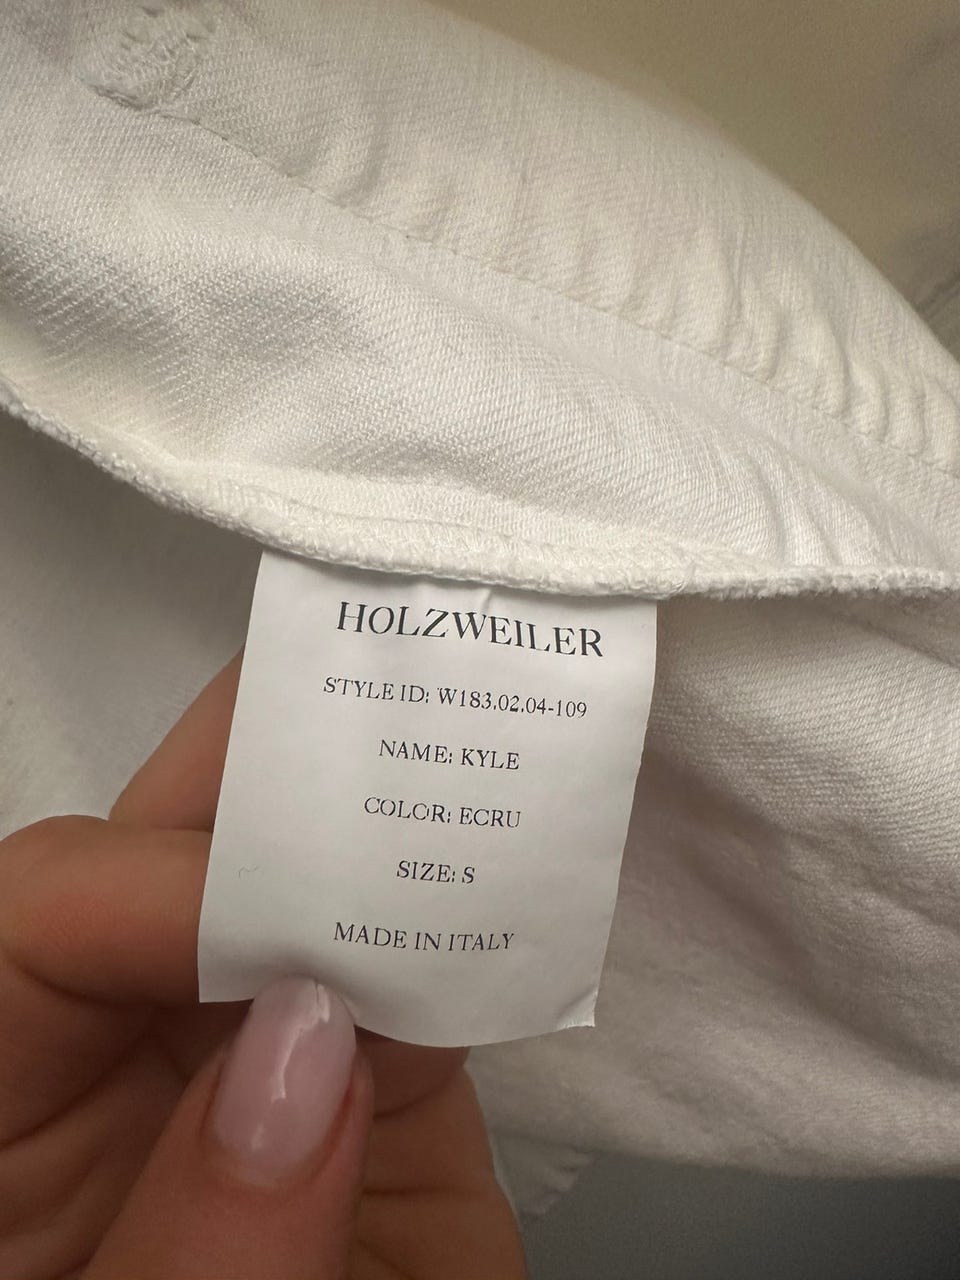 HOLZWEILER
STYLE ID: W183.02.04-109
NAME: KYLE
COLOR: ECRU
SIZE: S
MADE IN ITALY